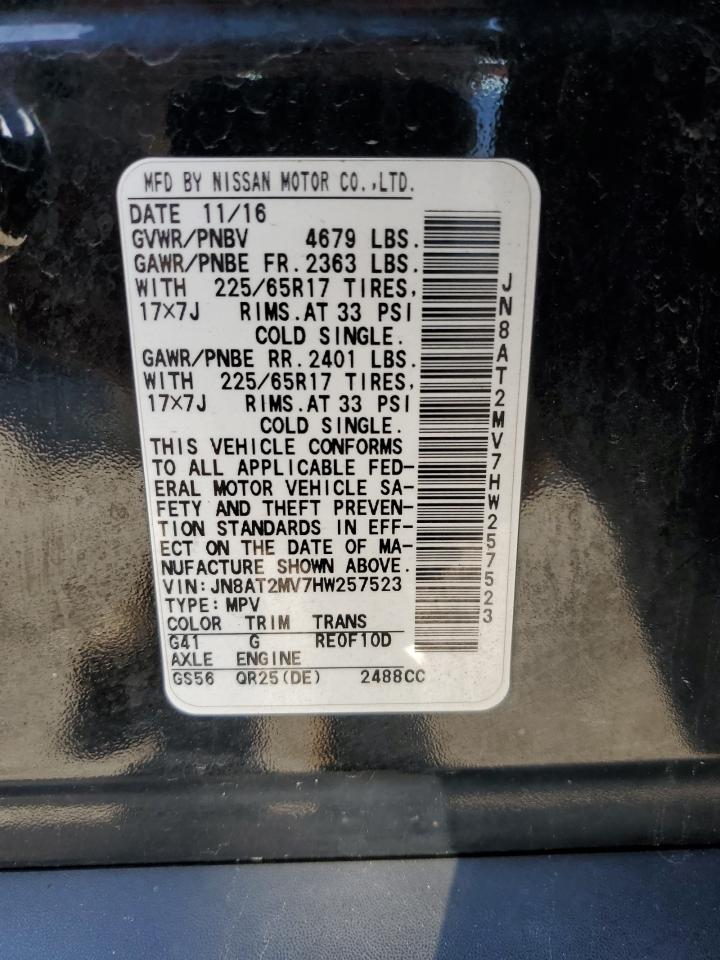 MFD BY NISSAN MOTOR CO.,LTD.
DATE 11/16
GVWR/PNBV 4679 LBS.
GAWR/PNBE FR. 2363 LBS.
WITH 225/65R17 TIRES,
17×7J RIMS.AT 33 PSI
COLD SINGLE.
GAWR/PNBE RR. 2401 LBS.
WITH 225/65R17 TIRES,
17×7J RIMS.AT 33 PSI
COLD SINGLE.
THIS VEHICLE CONFORMS
TO ALL APPLICABLE FED-
ERAL MOTOR VEHICLE SA-
FETY AND THEFT PREVEN-
TION STANDARDS IN EFF-
ECT ON THE DATE OF MA-
NUFACTURE SHOWN ABOVE.
VIN:JN8AT2MV7HW257523
TYPE:MPV
COLOR TRIM TRANS
G41 G RE0F10D
AXLE ENGINE
GS56 QR25(DE) 2488CC
JN8AT2MV7HW257523